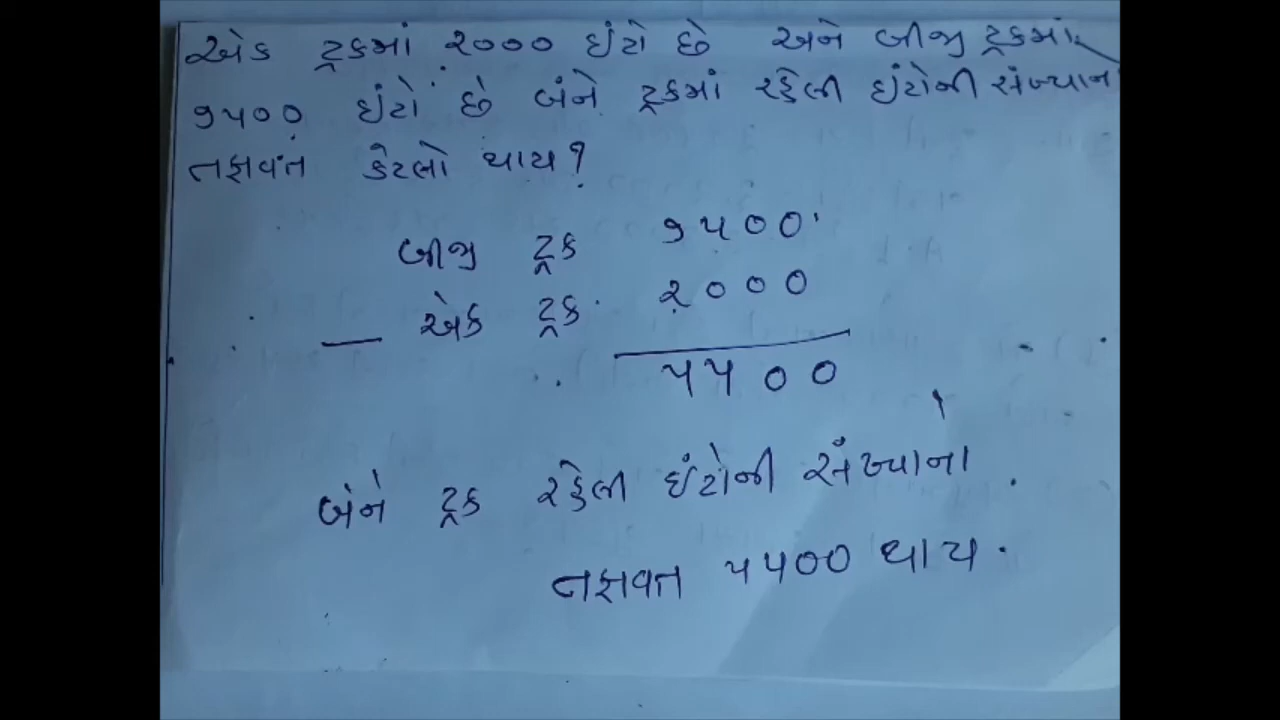 એક ટ્રકમાં ૨૦૦૦ ઇંટો છે અને બીજી ટ્રકમાં
૭૫૦૦ ઇંટો છે બંને ટ્રકમાં રહેલી ઇંટોની સંખ્યાનો
તફાવત કેટલો થાય?
બીજી ટ્રક ૭૫૦૦
— એક ટ્રક ૨૦૦૦
૫૫૦૦
બંને ટ્રક રહેલી ઇંટોની સંખ્યાનો
તફાવત ૫૫૦૦ થાય.